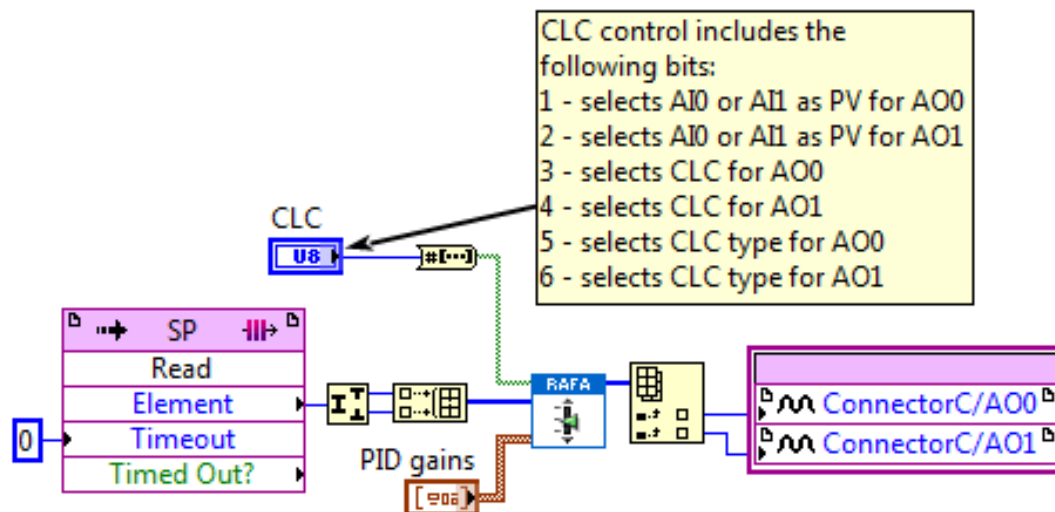 CLC control includes the
following bits:
1 - selects AI0 or AI1 as PV for AO0
2 - selects AI0 or AI1 as PV for AO1
3 - selects CLC for AO0
4 - selects CLC for AO1
5 - selects CLC type for AO0
6 - selects CLC type for AO1
CLC
U8
#[...]
SP
Read
Element
0
Timeout
Timed Out?
RAFA
PID gains
ConnectorC/AO0
ConnectorC/AO1